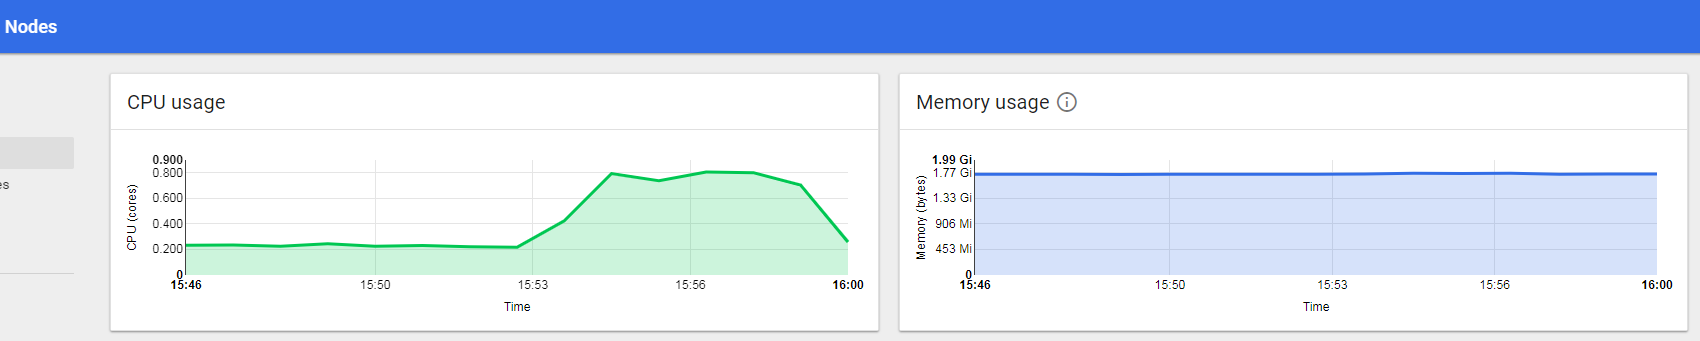 Nodes
es
CPU usage
0.900
0.800
0.600
0.400
0.200
0
CPU (cores)
15:46
15:50
15:53
15:56
16:00
Time
Memory usage
1.99 Gi
1.77 Gi
1.33 Gi
906 Mi
453 Mi
0
Memory (bytes)
15:46
15:50
15:53
15:56
16:00
Time